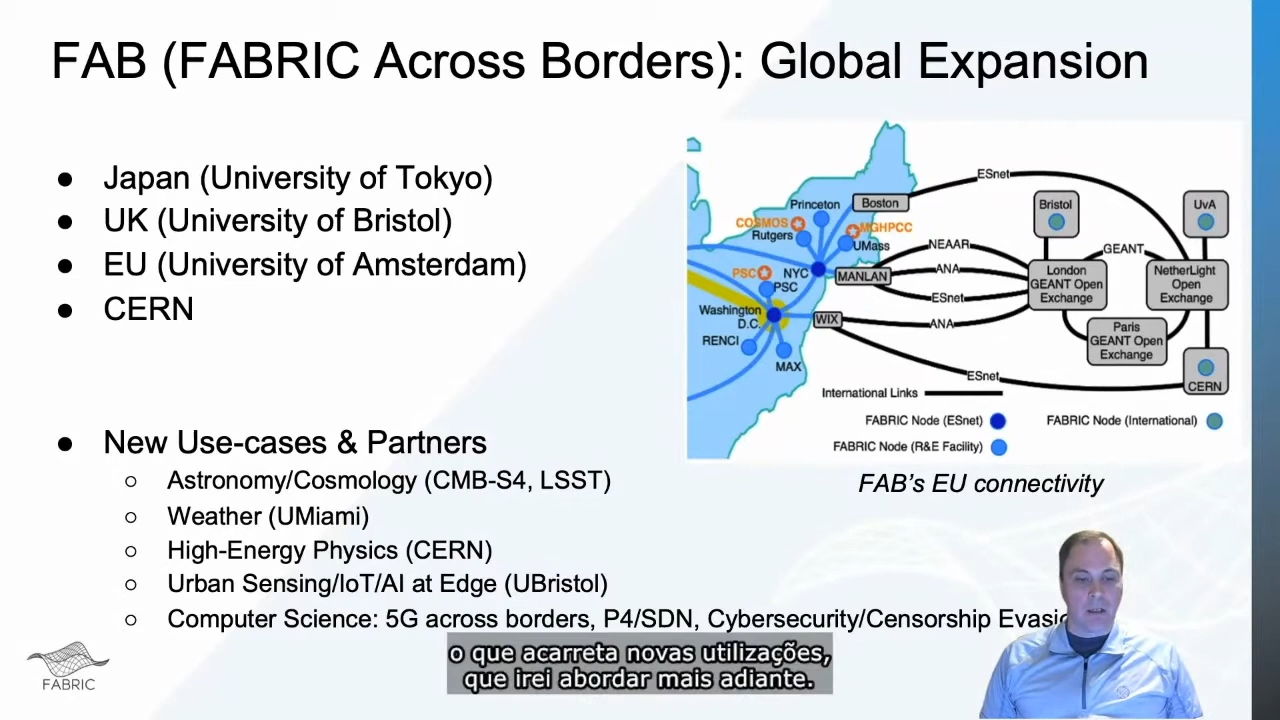 FAB (FABRIC Across Borders): Global Expansion
● Japan (University of Tokyo)
● UK (University of Bristol)
● EU (University of Amsterdam)
● CERN
● New Use-cases & Partners
○ Astronomy/Cosmology (CMB-S4, LSST)
○ Weather (UMiami)
○ High-Energy Physics (CERN)
○ Urban Sensing/IoT/AI at Edge (UBristol)
○ Computer Science: 5G across borders, P4/SDN, Cybersecurity/Censorship Evasio
ESnet
Princeton
Boston
Bristol
UvA
COSMOS
Rutgers
MGHPCC
UMass
NEAAR
GEANT
PSC
NYC
MANLAN
ANA
London
GEANT Open
Exchange
NetherLight
Open
Exchange
PSC
ESnet
Washington
D.C.
WIX
ANA
Paris
GEANT Open
Exchange
RENCI
MAX
ESnet
CERN
International Links
FABRIC Node (ESnet)
FABRIC Node (International)
FABRIC Node (R&E Facility)
FAB's EU connectivity
FABRIC
o que acarreta novas utilizações,
que irei abordar mais adiante.